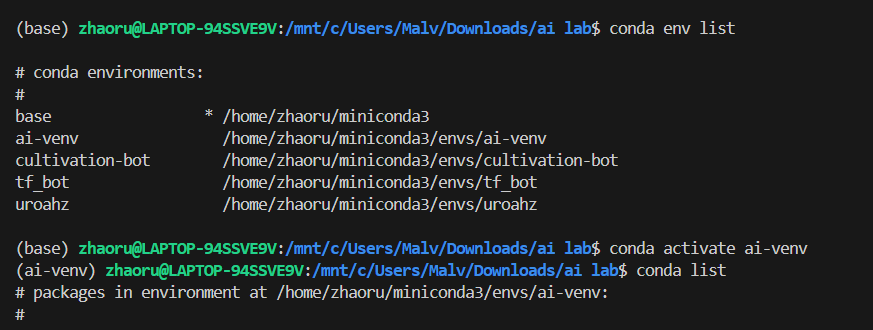 (base) zhaoru@LAPTOP-94SSVE9V:/mnt/c/Users/Malv/Downloads/ai lab$ conda env list
# conda environments:
#
base                  * /home/zhaoru/miniconda3
ai-venv                 /home/zhaoru/miniconda3/envs/ai-venv
cultivation-bot         /home/zhaoru/miniconda3/envs/cultivation-bot
tf_bot                  /home/zhaoru/miniconda3/envs/tf_bot
uroahz                  /home/zhaoru/miniconda3/envs/uroahz
(base) zhaoru@LAPTOP-94SSVE9V:/mnt/c/Users/Malv/Downloads/ai lab$ conda activate ai-venv
(ai-venv) zhaoru@LAPTOP-94SSVE9V:/mnt/c/Users/Malv/Downloads/ai lab$ conda list
# packages in environment at /home/zhaoru/miniconda3/envs/ai-venv:
#